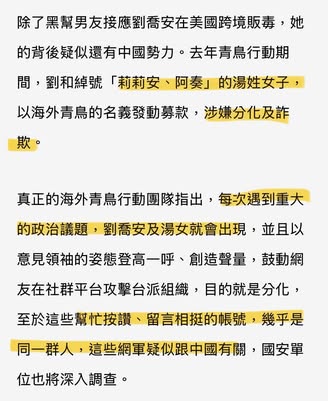 除了黑幫男友接應劉喬安在美國跨境販毒，她
的背後疑似還有中國勢力。去年青鳥行動期
間，劉和綽號「莉莉安、阿奏」的湯姓女子，
以海外青鳥的名義發動募款，涉嫌分化及詐
欺。
真正的海外青鳥行動團隊指出，每次遇到重大
的政治議題，劉喬安及湯女就會出現，並且以
意見領袖的姿態登高一呼、創造聲量，鼓動網
友在社群平台攻擊台派組織，目的就是分化，
至於這些幫忙按讚、留言相挺的帳號，幾乎是
同一群人，這些網軍疑似跟中國有關，國安單
位也將深入調查。